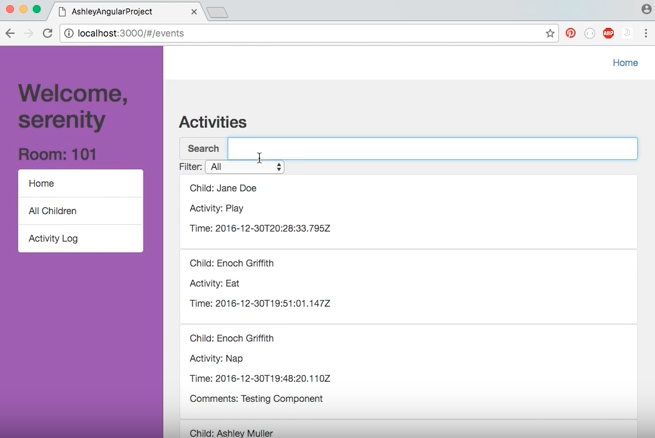 AshleyAngularProject
localhost:3000/#/events
ABP
Home
Welcome,
serenity
Room: 101
Home
All Children
Activity Log
Activities
Search
Filter: All
Child: Jane Doe
Activity: Play
Time: 2016-12-30T20:28:33.795Z
Child: Enoch Griffith
Activity: Eat
Time: 2016-12-30T19:51:01.147Z
Child: Enoch Griffith
Activity: Nap
Time: 2016-12-30T19:48:20.110Z
Comments: Testing Component
Child: Ashley Muller